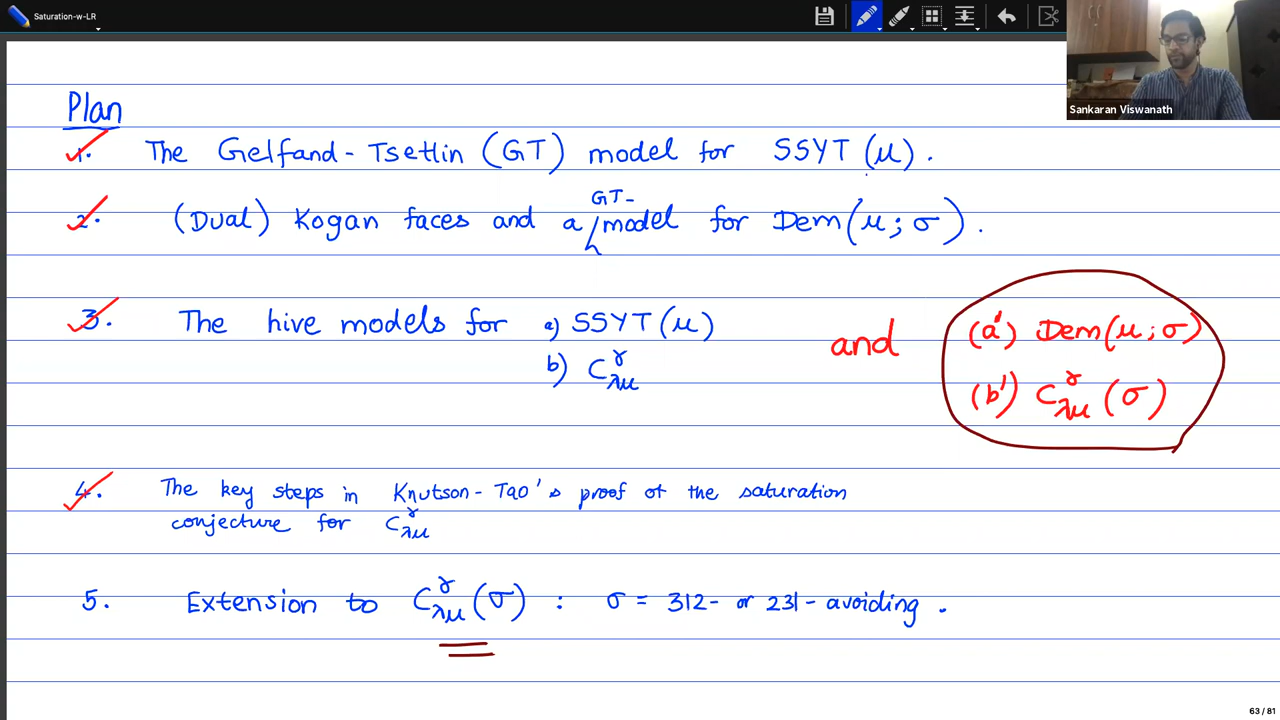 Saturation-w-LR
Sankaran Viswanath
Plan
1. The Gelfand-Tsetlin (GT) model for SSYT(μ).
2. (Dual) Kogan faces and a GT-model for Dem(μ; σ).
3. The hive models for a) SSYT(μ)
b) C^γ_λμ
and
(a') Dem(μ; σ)
(b') C^γ_λμ (σ)
4. The key steps in Knutson-Tao's proof of the saturation
conjecture for C^γ_λμ
5. Extension to C^γ_λμ (σ) : σ = 312- or 231-avoiding.
63 / 81